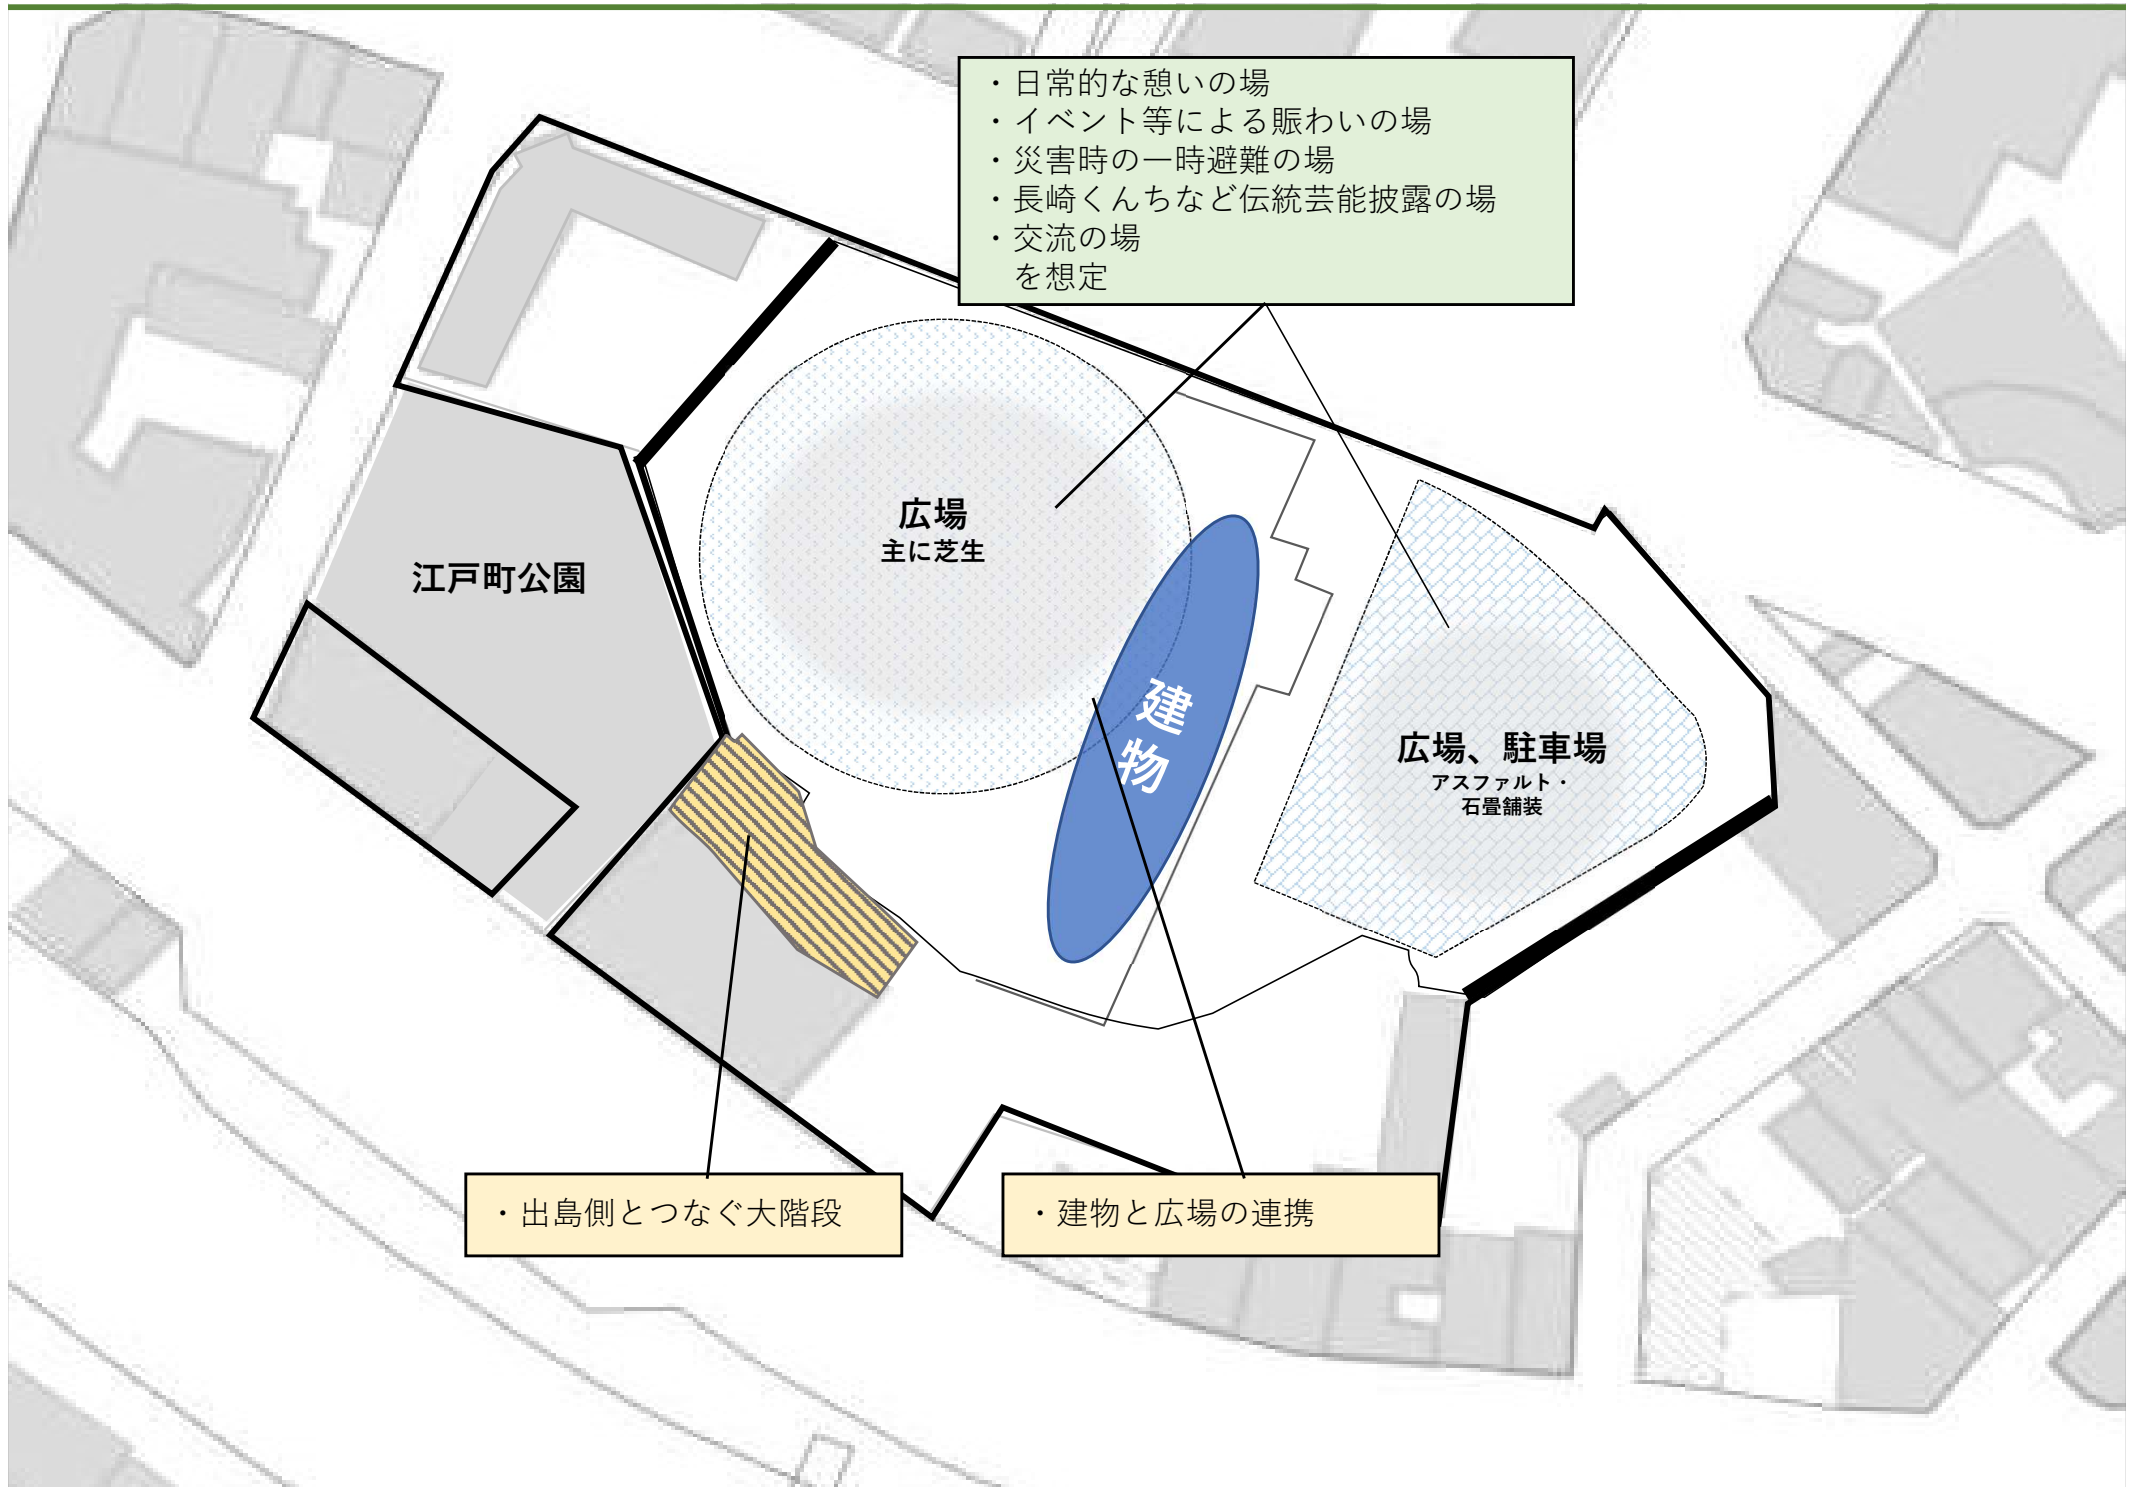 ・日常的な憩いの場
・イベント等による賑わいの場
・災害時の一時避難の場
・長崎くんちなど伝統芸能披露の場
・交流の場
を想定
広場
主に芝生
江戸町公園
建物
広場、駐車場
アスファルト・
石畳舗装
・出島側とつなぐ大階段
・建物と広場の連携